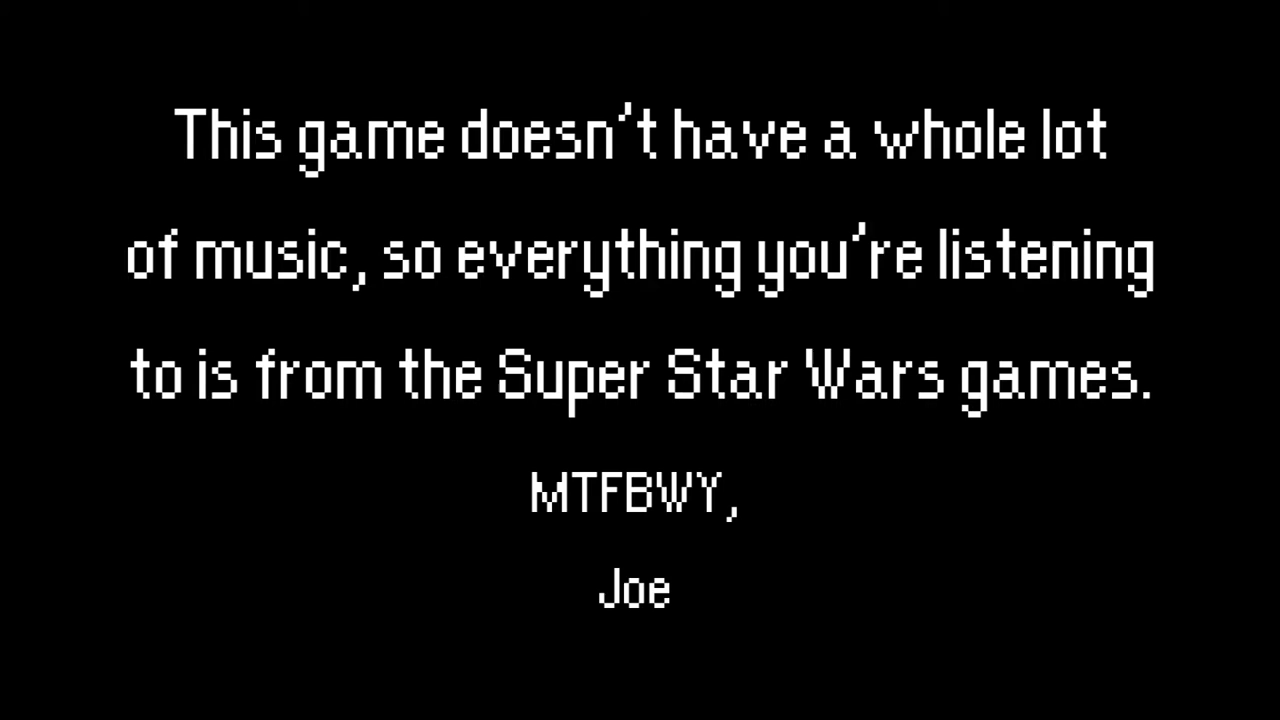 This game doesn't have a whole lot
of music, so everything you're listening
to is from the Super Star Wars games.
MTFBWY,
Joe